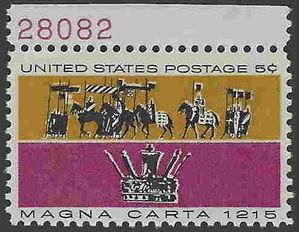 28082
UNITED STATES POSTAGE 5¢
MAGNA CARTA 1215